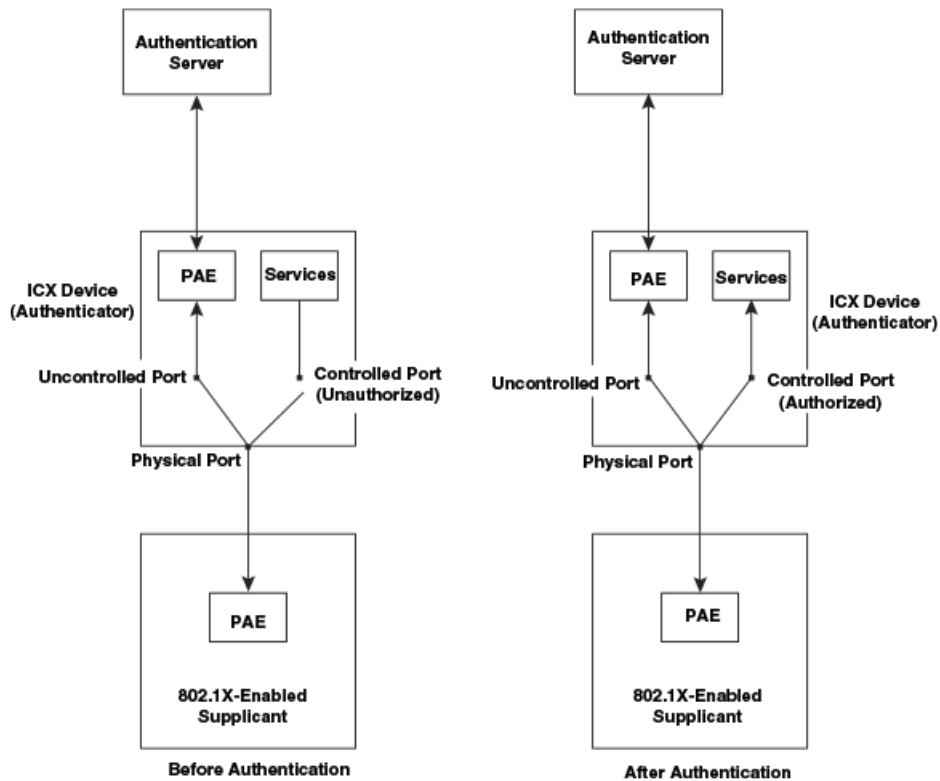 Authentication
Server
PAE
Services
ICX Device
(Authenticator)
Uncontrolled Port
Controlled Port
(Unauthorized)
Physical Port
PAE
802.1X-Enabled
Supplicant
Before Authentication
Authentication
Server
PAE
Services
ICX Device
(Authenticator)
Uncontrolled Port
Controlled Port
(Authorized)
Physical Port
PAE
802.1X-Enabled
Supplicant
After Authentication